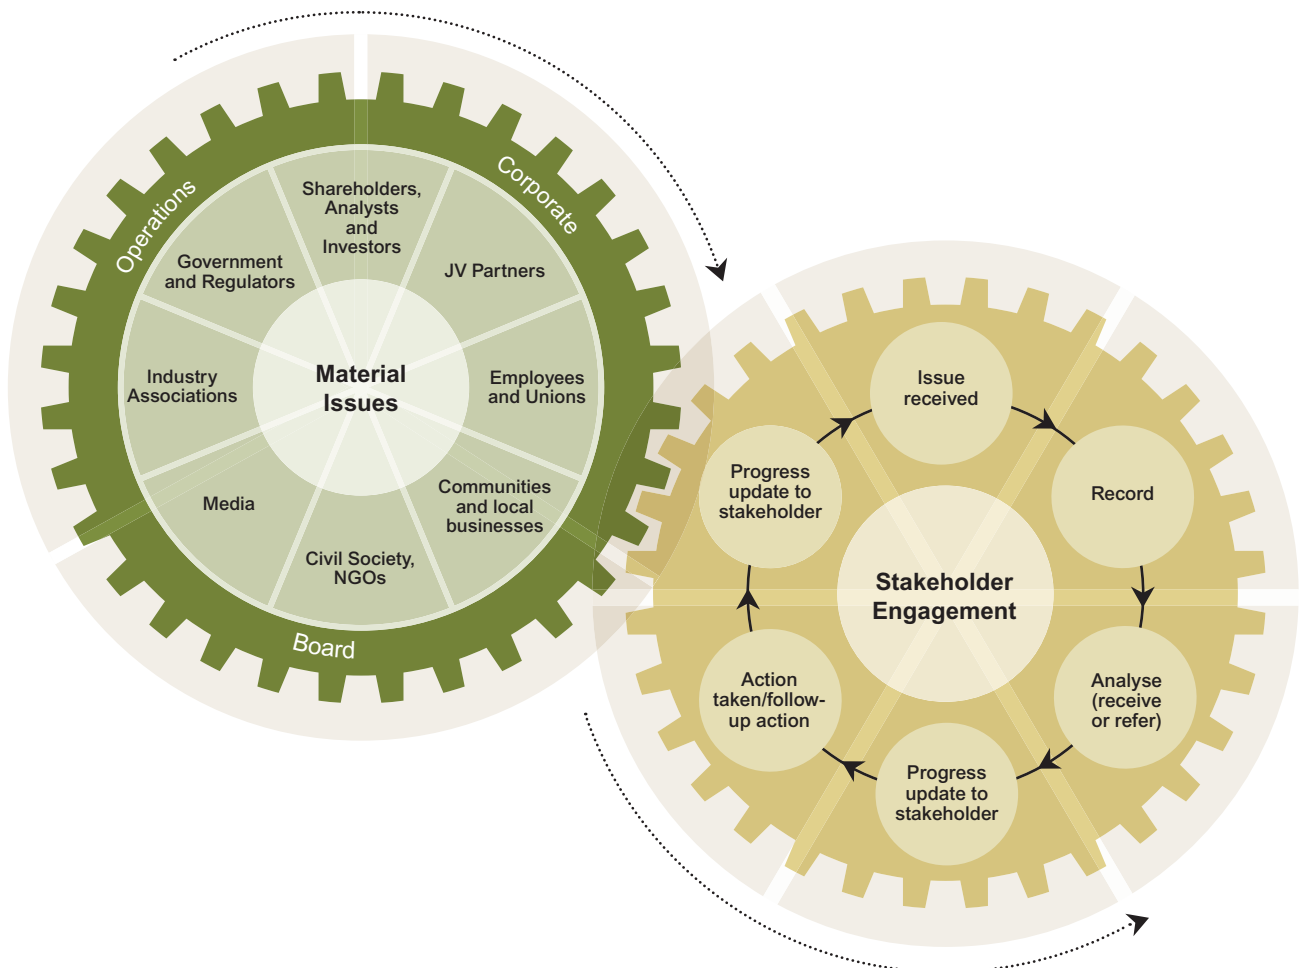 Operations
Corporate
Board
Shareholders,
Analysts
and
Investors
JV Partners
Employees
and Unions
Communities
and local
businesses
Civil Society,
NGOs
Media
Industry
Associations
Government
and Regulators
Material
Issues
Issue
received
Record
Analyse
(receive
or refer)
Progress
update to
stakeholder
Action
taken/follow-
up action
Progress
update to
stakeholder
Stakeholder
Engagement